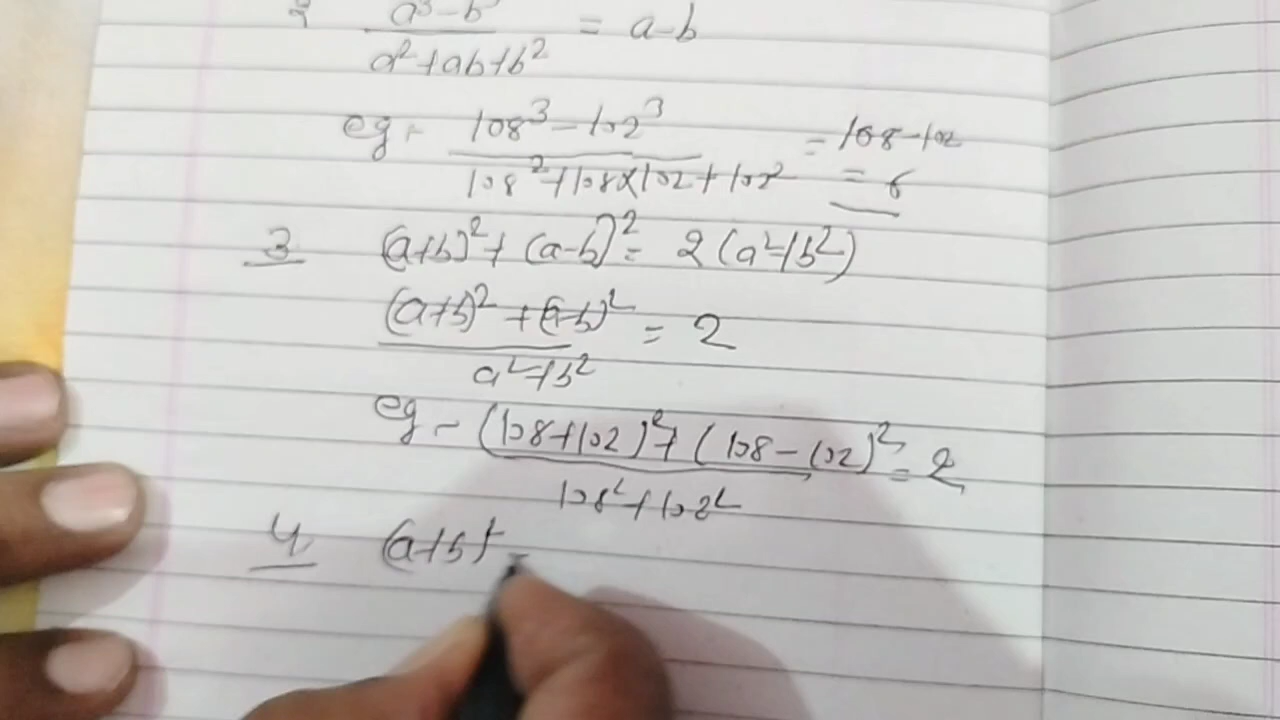 a³-b
= a-b
a²+ab+b²
eg - 108³-102³
= 108-102
108²+108×102+102²
= 6
3 (a+b)²+(a-b)² = 2(a²+b²)
(a+b)²+(a-b)²
= 2
a²+b²
eg - (108+102)²+(108-102)²
= 2
108²+102²
4 (a+b)² -